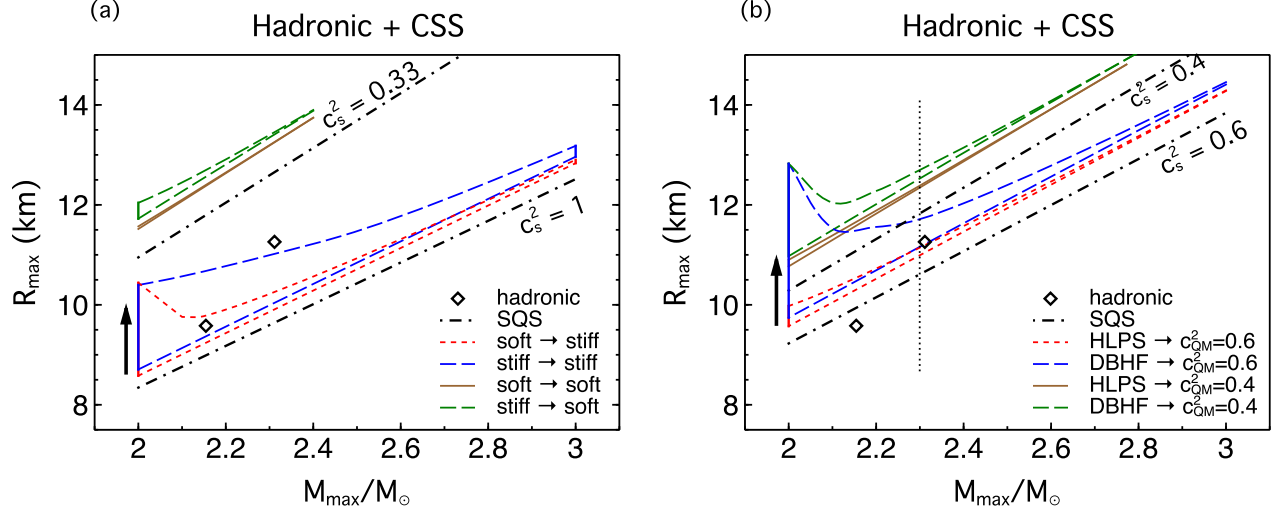 (a)
Hadronic + CSS
R_max (km)
14
12
10
8
c_s^2 = 0.33
c_s^2 = 1
hadronic
SQS
soft → stiff
stiff → stiff
soft → soft
stiff → soft
2
2.2
2.4
2.6
2.8
3
M_max/M_⊙
(b)
Hadronic + CSS
R_max (km)
14
12
10
8
c_s^2 = 0.4
c_s^2 = 0.6
hadronic
SQS
HLPS → c_QM^2=0.6
DBHF → c_QM^2=0.6
HLPS → c_QM^2=0.4
DBHF → c_QM^2=0.4
2
2.2
2.4
2.6
2.8
3
M_max/M_⊙